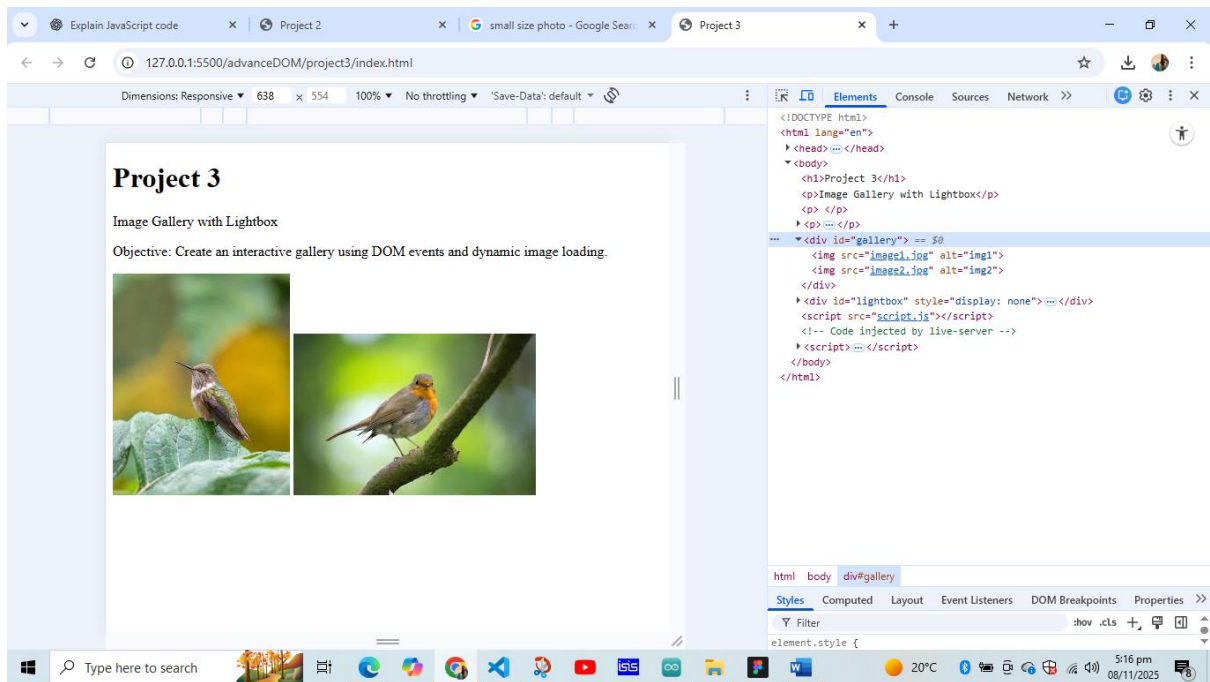 Explain JavaScript code
Project 2
small size photo - Google Sear
Project 3
127.0.0.1:5500/advanceDOM/project3/index.html
Dimensions: Responsive ▼ 638 x 554 100% ▼ No throttling ▼ 'Save-Data': default ▼
Elements Console Sources Network >>
Project 3
Image Gallery with Lightbox
Objective: Create an interactive gallery using DOM events and dynamic image loading.
<!DOCTYPE html>
<html lang="en">
<head>…</head>
<body>
<h1>Project 3</h1>
<p>Image Gallery with Lightbox</p>
<p> </p>
<p>…</p>
… <div id="gallery"> == $0
<img src="image1.jpg" alt="img1">
<img src="image2.jpg" alt="img2">
</div>
<div id="lightbox" style="display: none">…</div>
<script src="script.js"></script>
<!-- Code injected by live-server -->
<script>…</script>
</body>
</html>
html body div#gallery
Styles Computed Layout Event Listeners DOM Breakpoints Properties >>
Filter :hov .cls +
element.style {
Type here to search
isis
W
20°C
5:16 pm
08/11/2025
8